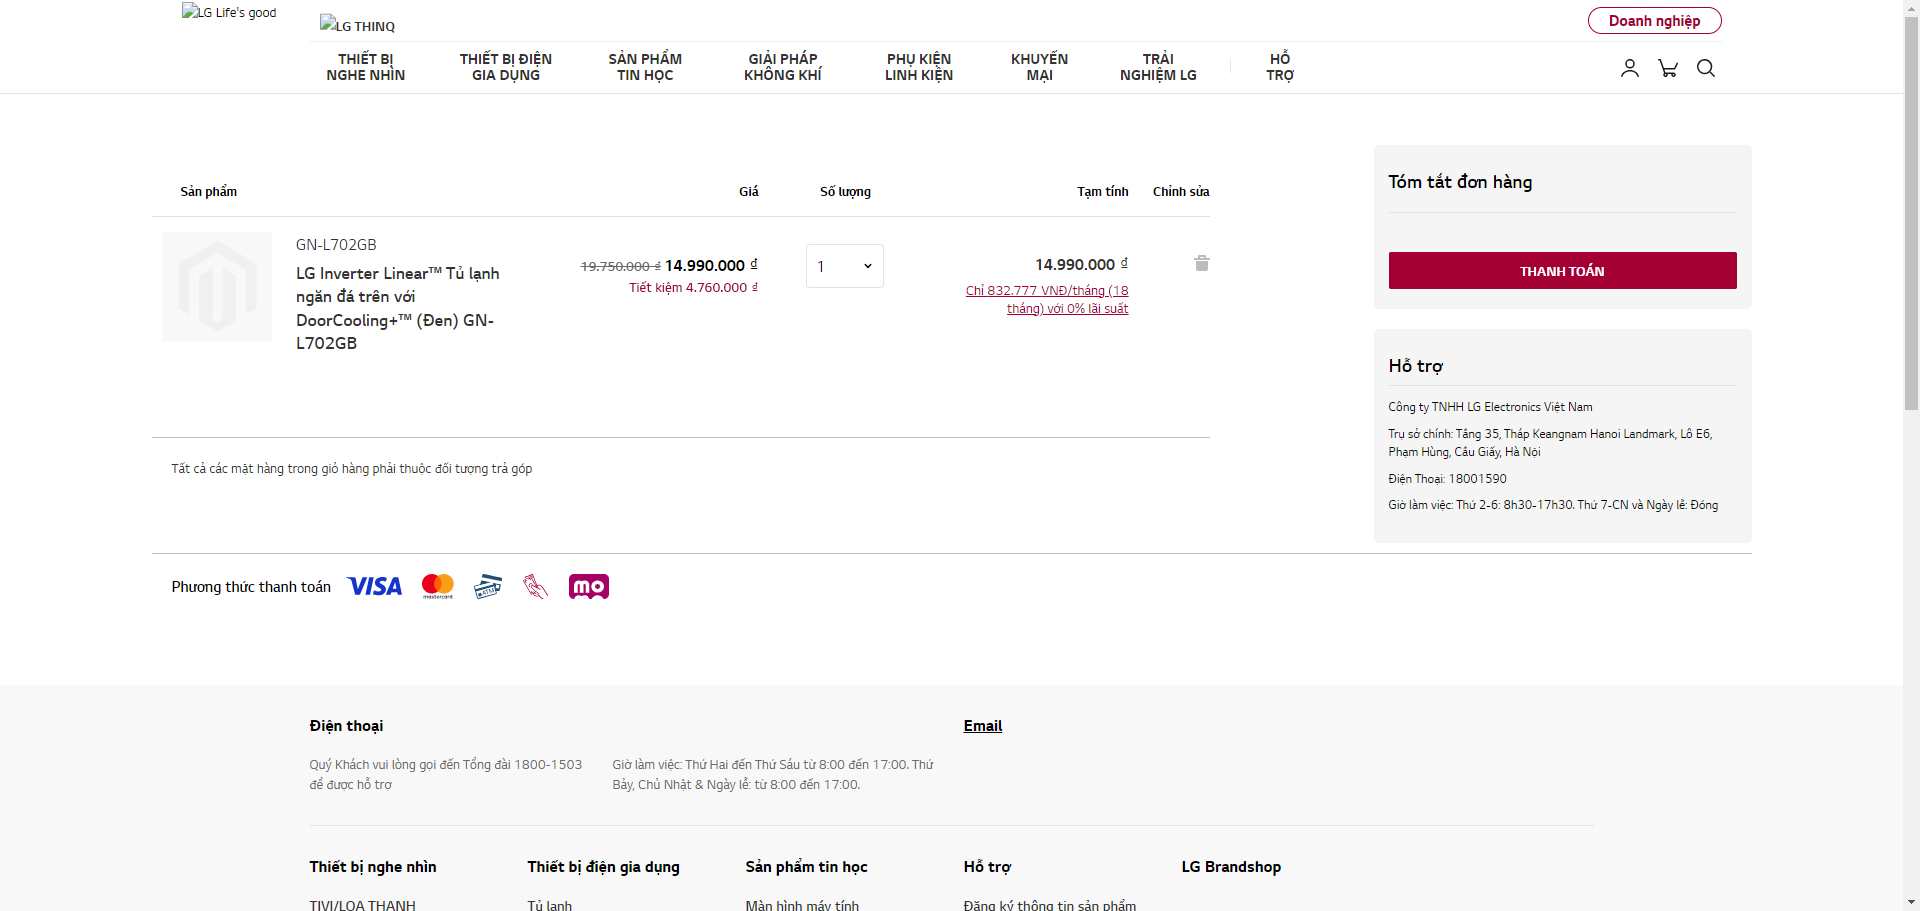 LG Life's good
LG THINQ
Doanh nghiệp
THIẾT BỊ NGHE NHÌN
THIẾT BỊ ĐIỆN GIA DỤNG
SẢN PHẨM TIN HỌC
GIẢI PHÁP KHÔNG KHÍ
PHỤ KIỆN LINH KIỆN
KHUYẾN MẠI
TRẢI NGHIỆM LG
HỖ TRỢ
Sản phẩm
Giá
Số lượng
Tạm tính
Chỉnh sửa
GN-L702GB
LG Inverter Linear™ Tủ lạnh
ngăn đá trên với
DoorCooling+™ (Đen) GN-
L702GB
19.750.000 ₫ 14.990.000 ₫
Tiết kiệm 4.760.000 ₫
1
14.990.000 ₫
Chỉ 832.777 VNĐ/tháng (18
tháng) với 0% lãi suất
Tất cả các mặt hàng trong giỏ hàng phải thuộc đối tượng trả góp
Tóm tắt đơn hàng
THANH TOÁN
Hỗ trợ
Công ty TNHH LG Electronics Việt Nam
Trụ sở chính: Tầng 35, Tháp Keangnam Hanoi Landmark, Lô E6,
Phạm Hùng, Cầu Giấy, Hà Nội
Điện Thoại: 18001590
Giờ làm việc: Thứ 2-6: 8h30-17h30. Thứ 7-CN và Ngày lễ: Đóng
Phương thức thanh toán
VISA
mastercard
ATM
mo
Điện thoại
Quý Khách vui lòng gọi đến Tổng đài 1800-1503
để được hỗ trợ
Giờ làm việc: Thứ Hai đến Thứ Sáu từ 8:00 đến 17:00. Thứ
Bảy, Chủ Nhật & Ngày lễ: từ 8:00 đến 17:00.
Email
Thiết bị nghe nhìn
Thiết bị điện gia dụng
Sản phẩm tin học
Hỗ trợ
LG Brandshop
TIVI/LOA THANH
Tủ lạnh
Màn hình máy tính
Đăng ký thông tin sản phẩm